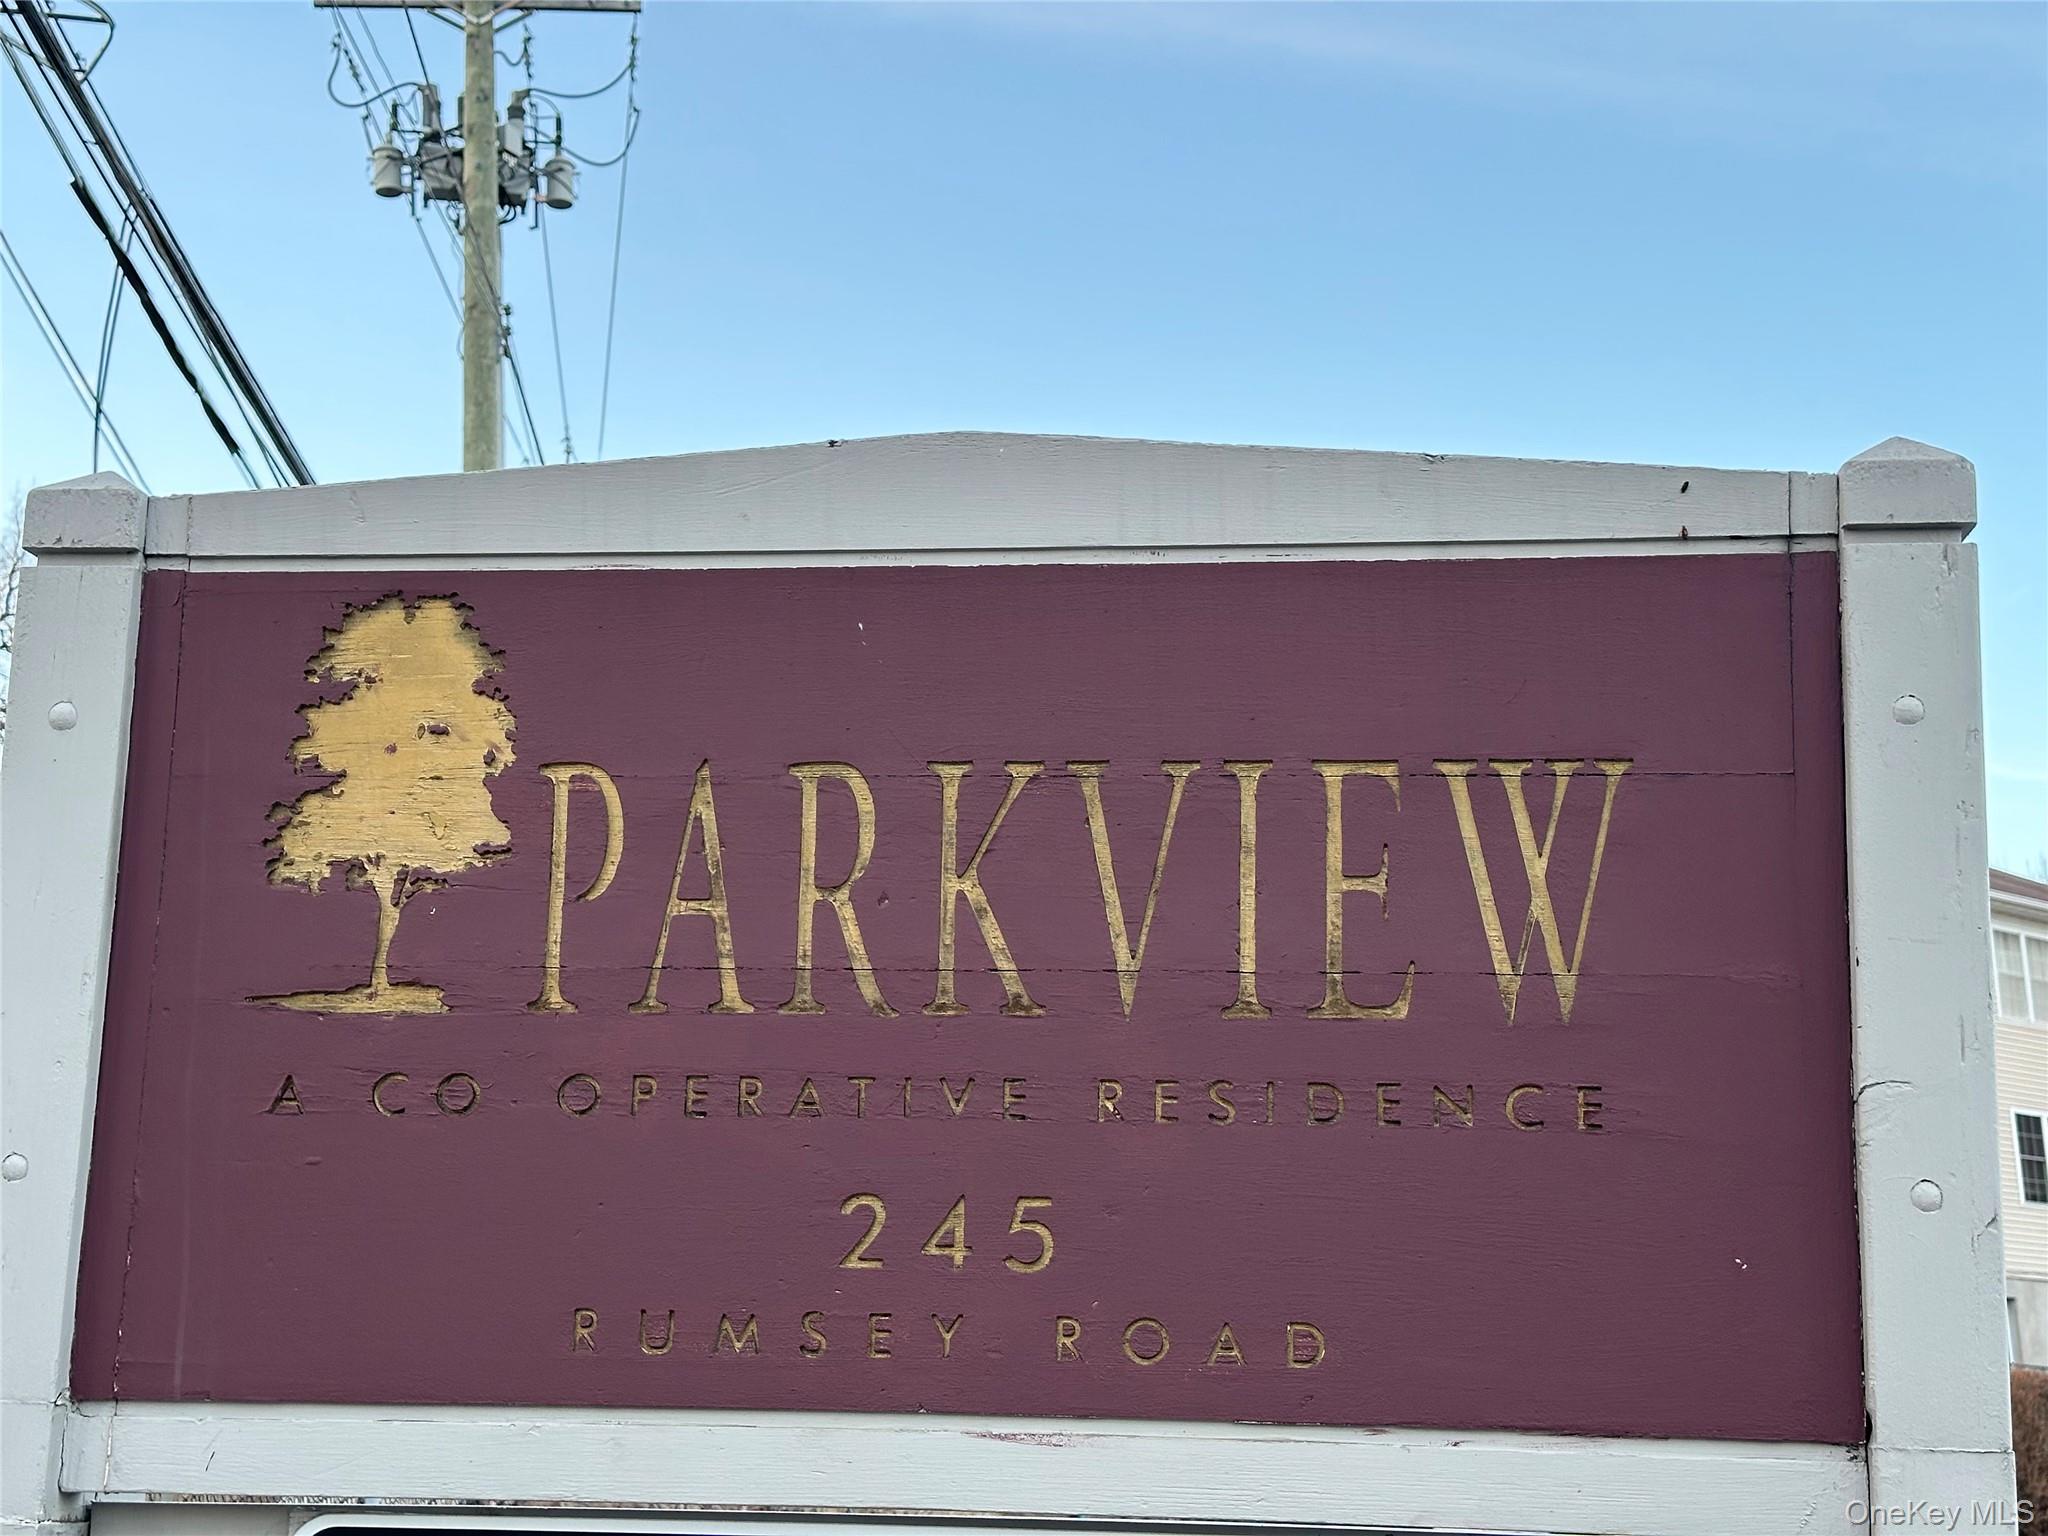 PARKVIEW
A CO OPERATIVE RESIDENCE
245
RUMSEY ROAD
OneKey MLS